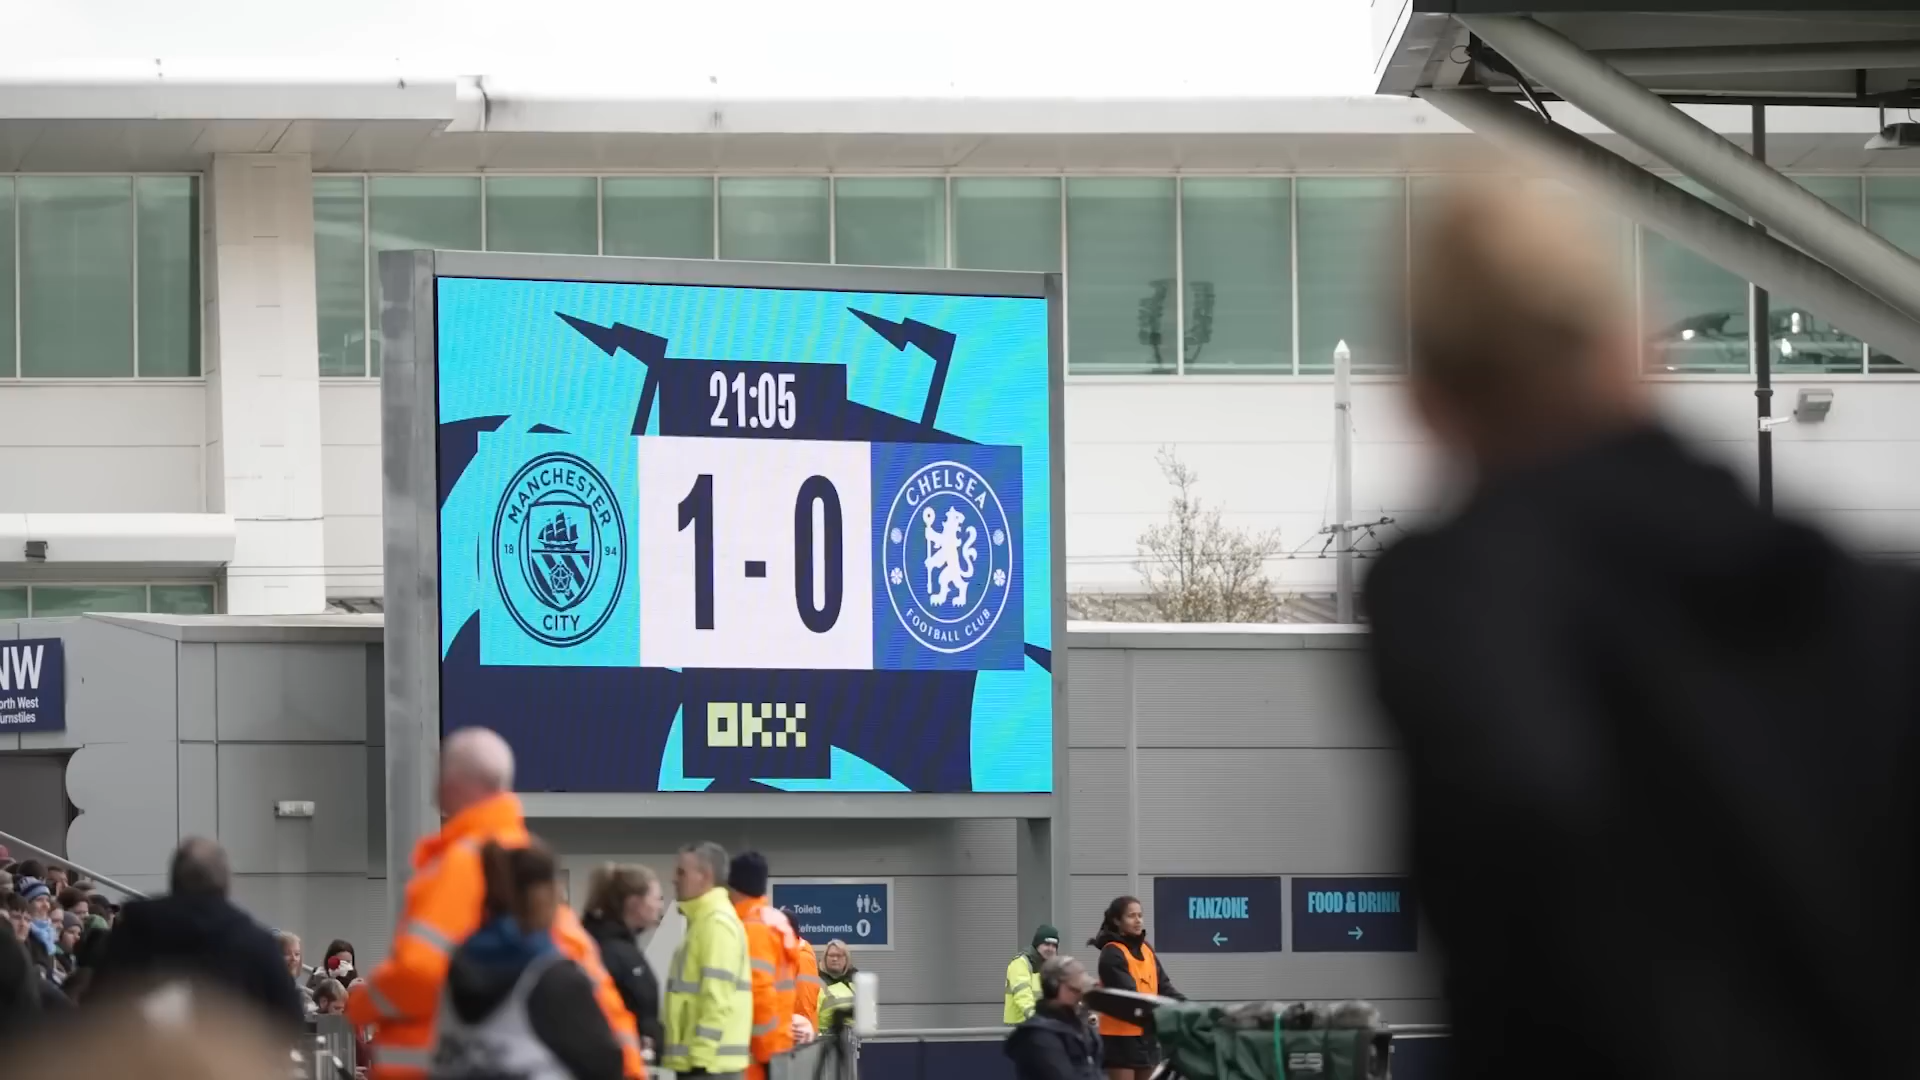 21:05
MANCHESTER
18 94
CITY
1-0
CHELSEA
FOOTBALL CLUB
OKX
NW
orth West
urnstiles
Toilets
efreshments
FANZONE
←
FOOD & DRINK
→